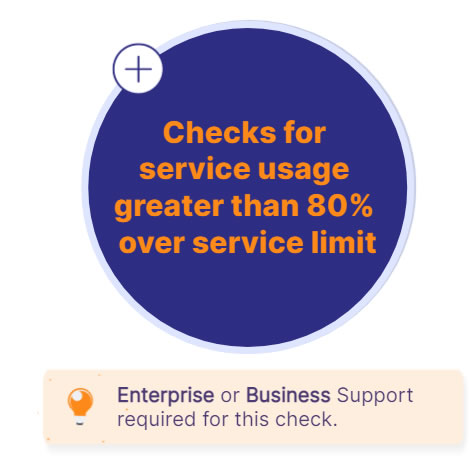 Checks for
service usage
greater than 80%
over service limit
Enterprise or Business Support
required for this check.